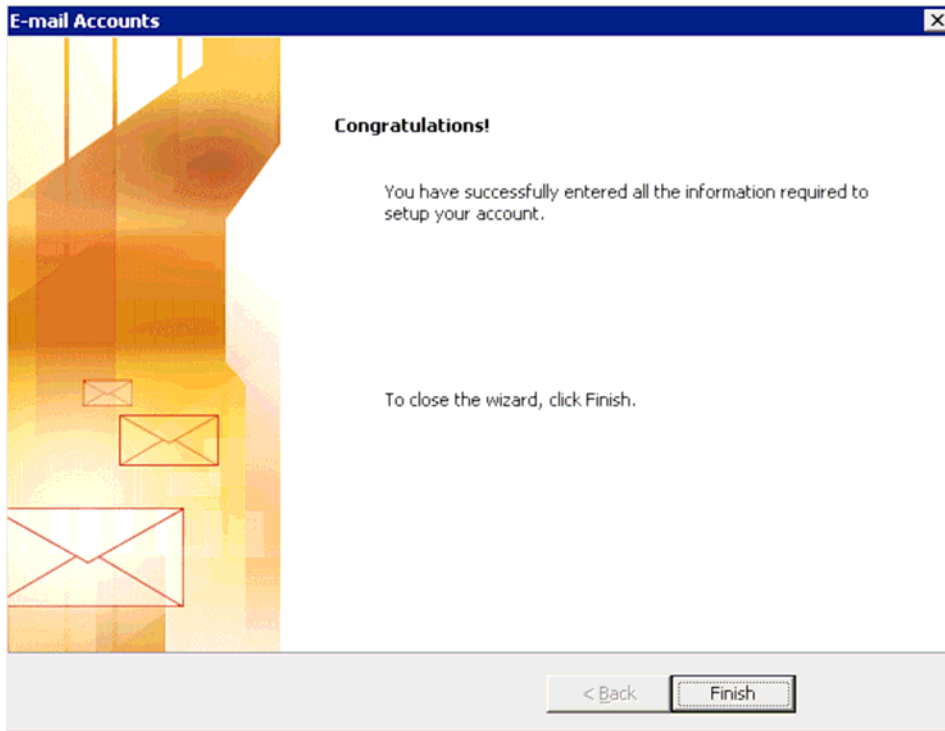 E-mail Accounts
Congratulations!
You have successfully entered all the information required to
setup your account.
To close the wizard, click Finish.
< Back
Finish